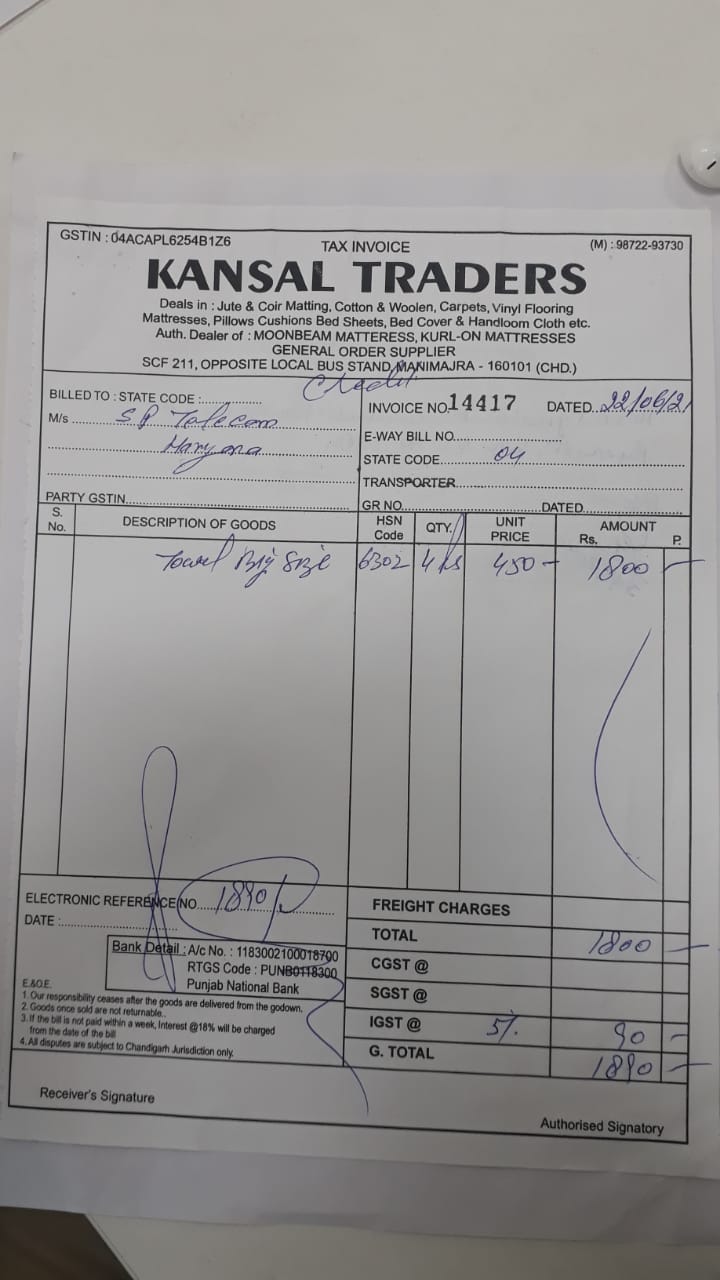 GSTIN : 04ACAPL6254B1Z6 TAX INVOICE (M) : 98722-93730
KANSAL TRADERS
Deals in : Jute & Coir Matting, Cotton & Woolen, Carpets, Vinyl Flooring
Mattresses, Pillows Cushions Bed Sheets, Bed Cover & Handloom Cloth etc.
Auth. Dealer of : MOONBEAM MATTERESS, KURL-ON MATTRESSES
GENERAL ORDER SUPPLIER
SCF 211, OPPOSITE LOCAL BUS STAND, MANIMAJRA - 160101 (CHD.)
Credit
BILLED TO : STATE CODE :
M/s S P Telecom
Haryana
PARTY GSTIN
INVOICE NO. 14417 DATED 22/06/21
E-WAY BILL NO.
STATE CODE 04
TRANSPORTER
GR NO. DATED
S. No. DESCRIPTION OF GOODS HSN Code QTY. UNIT PRICE AMOUNT Rs. P.
Towel Big Size 6302 4 Ps 450 - 1800 -
ELECTRONIC REFERENCE NO. 1890/-
DATE :
Bank Detail : A/c No. : 1183002100018700
RTGS Code : PUNB0118300
Punjab National Bank
E.&O.E.
1. Our responsibility ceases after the goods are delivered from the godown.
2. Goods once sold are not returnable..
3. If the bill is not paid within a week, Interest @18% will be charged
from the date of the bill
4. All disputes are subject to Chandigarh Jurisdiction only.
FREIGHT CHARGES
TOTAL 1800 -
CGST @
SGST @
IGST @ 5% 90 -
G. TOTAL 1890 -
Receiver's Signature
Authorised Signatory